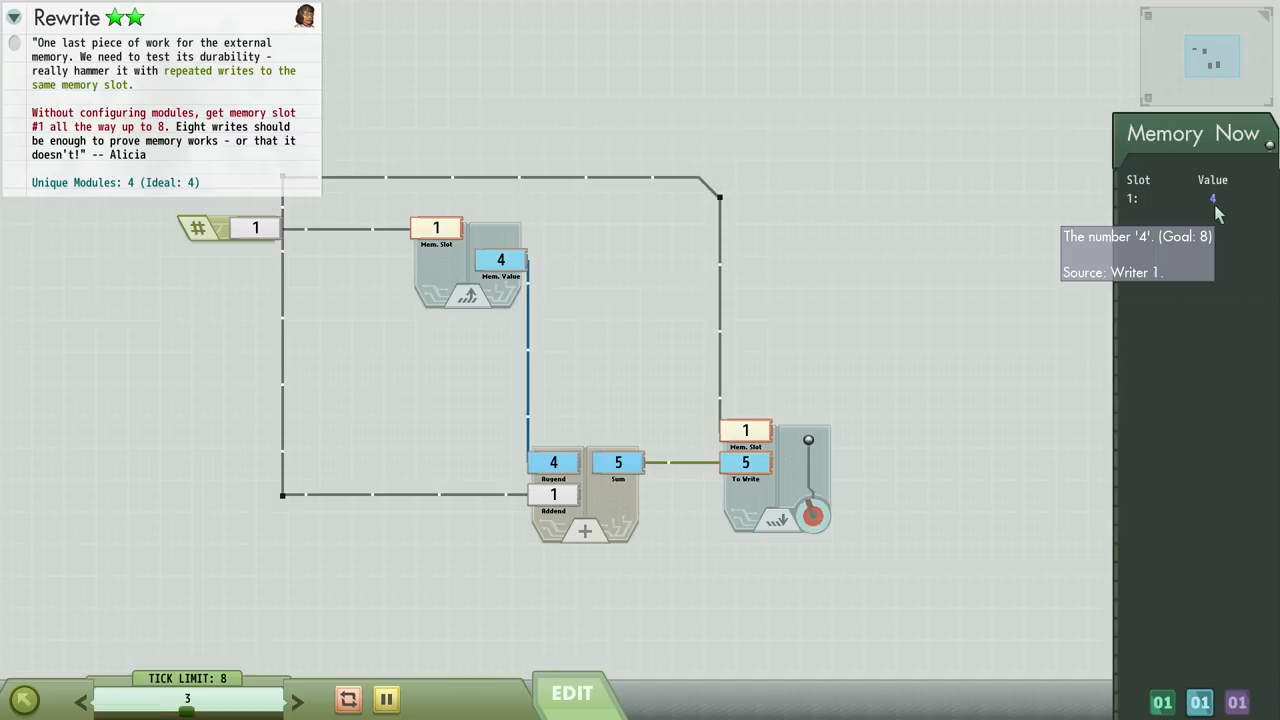 Rewrite
"One last piece of work for the external
memory. We need to test its durability -
really hammer it with repeated writes to the
same memory slot.
Without configuring modules, get memory slot
#1 all the way up to 8. Eight writes should
be enough to prove memory works - or that it
doesn't!" -- Alicia
Unique Modules: 4 (Ideal: 4)
# 1
1
Mem. Slot
4
Mem. Value
4 5
Augend Sum
1
Addend
+
1
Mem. Slot
5
To Write
Memory Now
Slot Value
1: 4
The number '4'. (Goal: 8)
Source: Writer 1.
TICK LIMIT: 8
3
EDIT
01 01 01